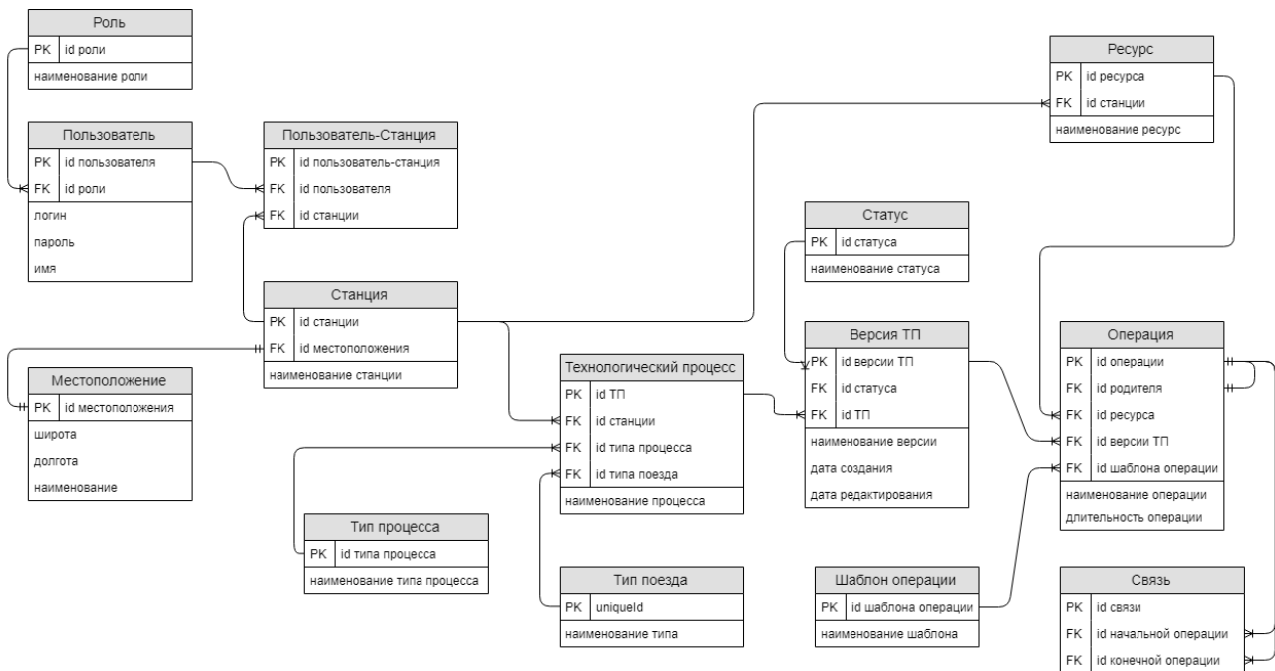 Роль
PK id роли
наименование роли
Пользователь
PK id пользователя
FK id роли
логин
пароль
имя
Пользователь-Станция
PK id пользователь-станция
FK id пользователя
FK id станции
Станция
PK id станции
FK id местоположения
наименование станции
Местоположение
PK id местоположения
широта
долгота
наименование
Тип процесса
PK id типа процесса
наименование типа процесса
Технологический процесс
PK id ТП
FK id станции
FK id типа процесса
FK id типа поезда
наименование процесса
Тип поезда
PK uniqueId
наименование типа
Статус
PK id статуса
наименование статуса
Версия ТП
PK id версии ТП
FK id статуса
FK id ТП
наименование версии
дата создания
дата редактирования
Шаблон операции
PK id шаблона операции
наименование шаблона
Ресурс
PK id ресурса
FK id станции
наименование ресурс
Операция
PK id операции
FK id родителя
FK id ресурса
FK id версии ТП
FK id шаблона операции
наименование операции
длительность операции
Связь
PK id связи
FK id начальной операции
FK id конечной операции